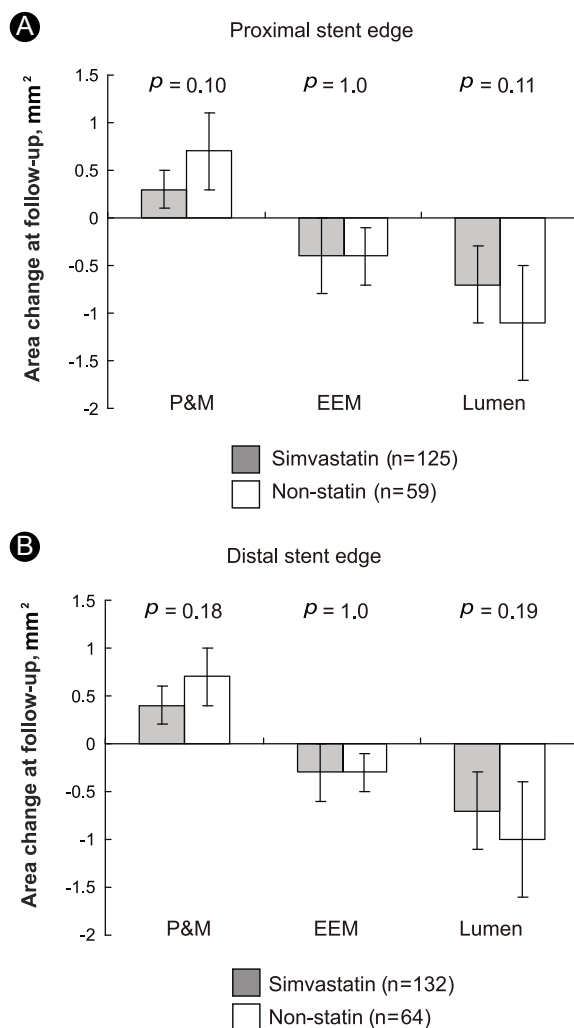 A
Proximal stent edge
Area change at follow-up, mm²
p = 0.10 p = 1.0 p = 0.11
1.5
1
0.5
0
-0.5
-1
-1.5
-2
P&M EEM Lumen
Simvastatin (n=125)
Non-statin (n=59)
B
Distal stent edge
Area change at follow-up, mm²
p = 0.18 p = 1.0 p = 0.19
1.5
1
0.5
0
-0.5
-1
-1.5
-2
P&M EEM Lumen
Simvastatin (n=132)
Non-statin (n=64)